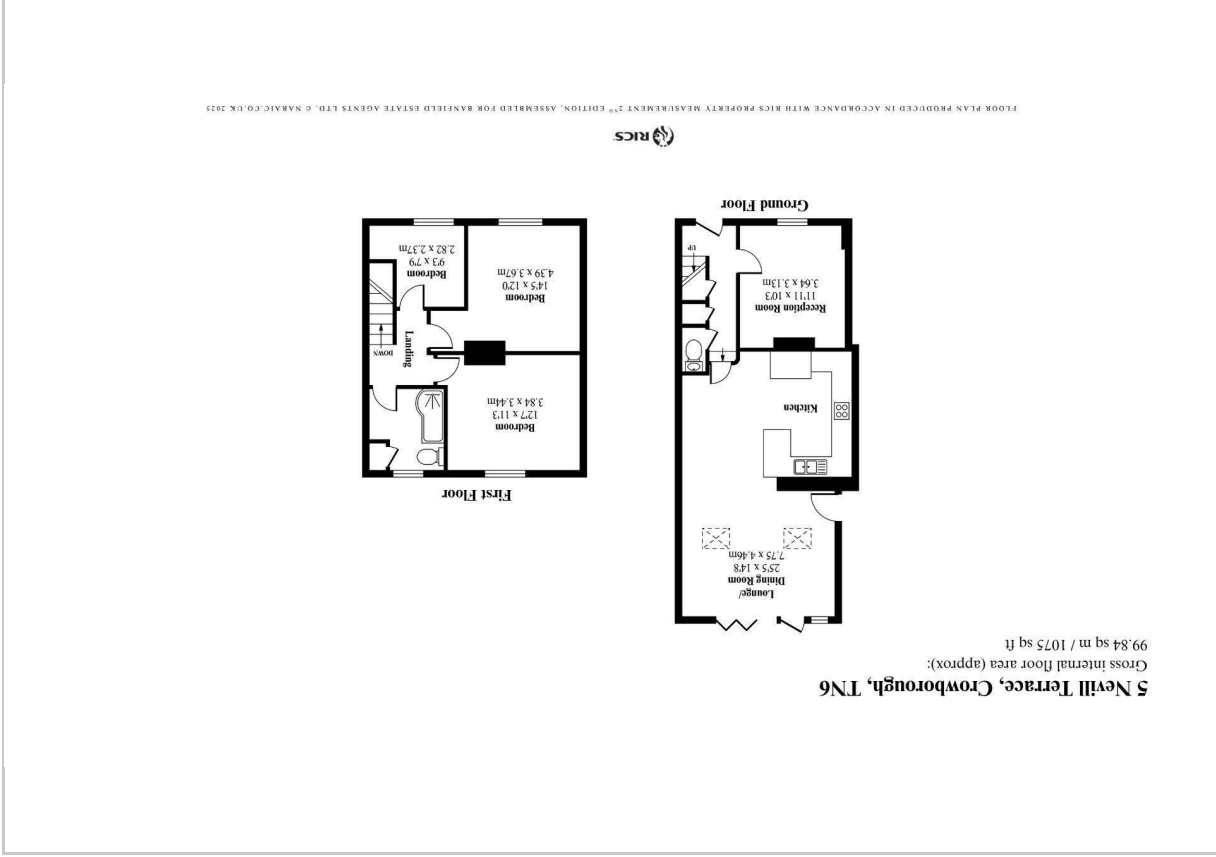 5 Nevill Terrace, Crowborough, TN6
Gross internal floor area (approx):
99.84 sq m / 1075 sq ft
Lounge/
Dining Room
25'5 x 14'8
7.75 x 4.46m
Kitchen
Reception Room
11'11 x 10'3
3.64 x 3.13m
UP
Ground Floor
First Floor
Bedroom
12'7 x 11'3
3.84 x 3.44m
Landing
DOWN
Bedroom
14'5 x 12'0
4.39 x 3.67m
Bedroom
9'3 x 7'9
2.82 x 2.37m
RICS
FLOOR PLAN PRODUCED IN ACCORDANCE WITH RICS PROPERTY MEASUREMENT 2ND EDITION, ASSEMBLED FOR BANFIELD ESTATE AGENTS LTD. © NARAIC.CO.UK 2025